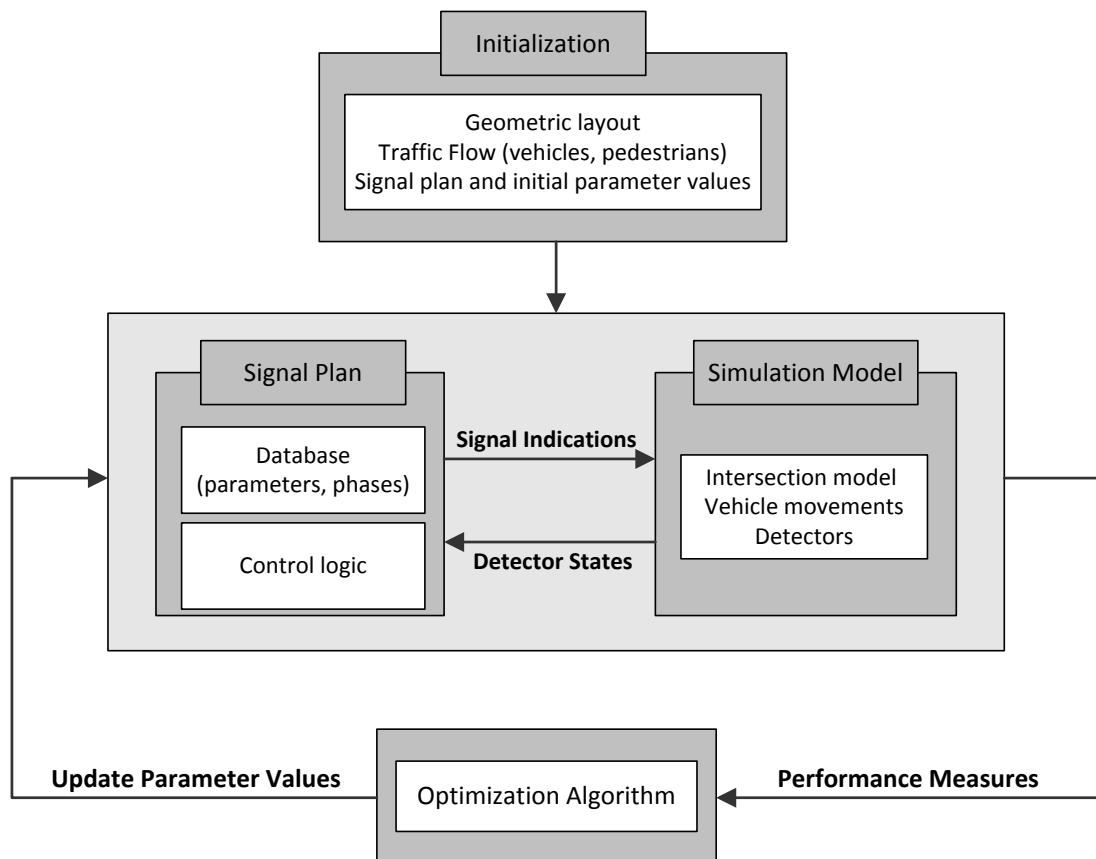 Initialization
Geometric layout
Traffic Flow (vehicles, pedestrians)
Signal plan and initial parameter values
Signal Plan
Database
(parameters, phases)
Control logic
Signal Indications
Detector States
Simulation Model
Intersection model
Vehicle movements
Detectors
Update Parameter Values
Optimization Algorithm
Performance Measures